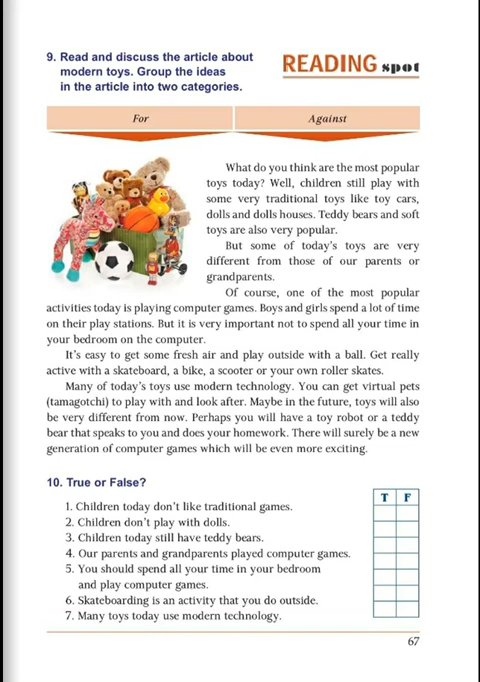 9. Read and discuss the article about
modern toys. Group the ideas
in the article into two categories.
READING spot
For
Against
What do you think are the most popular
toys today? Well, children still play with
some very traditional toys like toy cars,
dolls and dolls houses. Teddy bears and soft
toys are also very popular.
But some of today's toys are very
different from those of our parents or
grandparents.
Of course, one of the most popular
activities today is playing computer games. Boys and girls spend a lot of time
on their play stations. But it is very important not to spend all your time in
your bedroom on the computer.
It's easy to get some fresh air and play outside with a ball. Get really
active with a skateboard, a bike, a scooter or your own roller skates.
Many of today's toys use modern technology. You can get virtual pets
(tamagotchi) to play with and look after. Maybe in the future, toys will also
be very different from now. Perhaps you will have a toy robot or a teddy
bear that speaks to you and does your homework. There will surely be a new
generation of computer games which will be even more exciting.
10. True or False?
T F
1. Children today don't like traditional games.
2. Children don't play with dolls.
3. Children today still have teddy bears.
4. Our parents and grandparents played computer games.
5. You should spend all your time in your bedroom
and play computer games.
6. Skateboarding is an activity that you do outside.
7. Many toys today use modern technology.
67